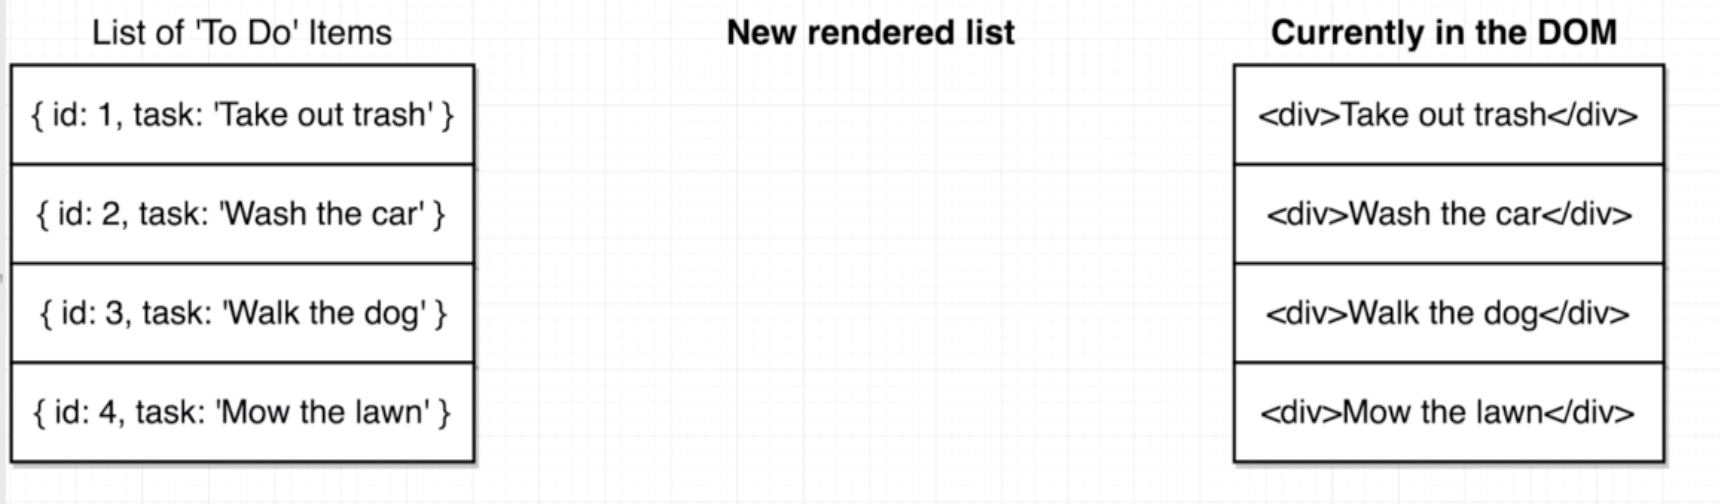 List of 'To Do' Items
{ id: 1, task: 'Take out trash' }
{ id: 2, task: 'Wash the car' }
{ id: 3, task: 'Walk the dog' }
{ id: 4, task: 'Mow the lawn' }
New rendered list
Currently in the DOM
<div>Take out trash</div>
<div>Wash the car</div>
<div>Walk the dog</div>
<div>Mow the lawn</div>